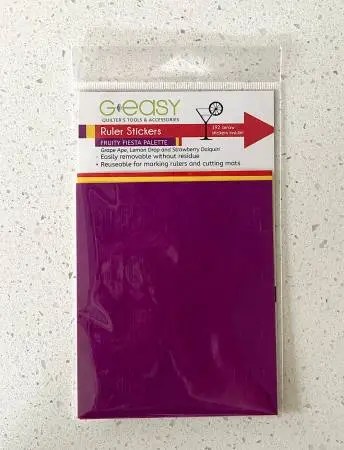 G-EASY
QUILTER'S TOOLS & ACCESSORIES
Ruler Stickers
192 arrow
stickers inside!
FRUITY FIESTA PALETTE
Grape Ape, Lemon Drop and Strawberry Daiquiri
- Easily removable without residue
- Reuseable for marking rulers and cutting mats